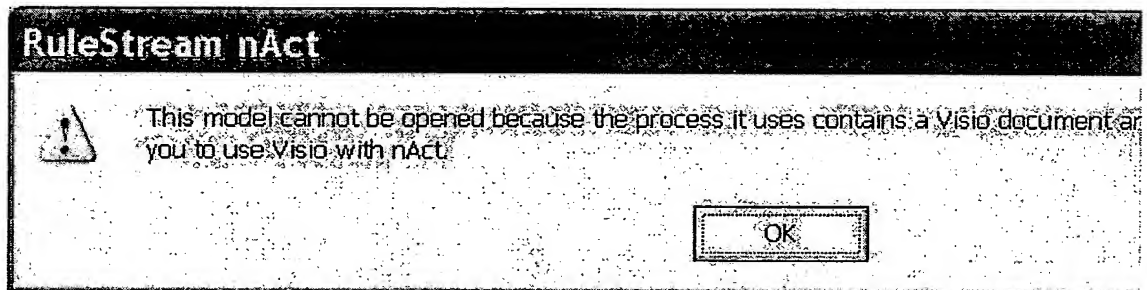 RuleStream nAct
This model cannot be opened because the process it uses contains a Visio document
you to use Visio with nAct.
OK